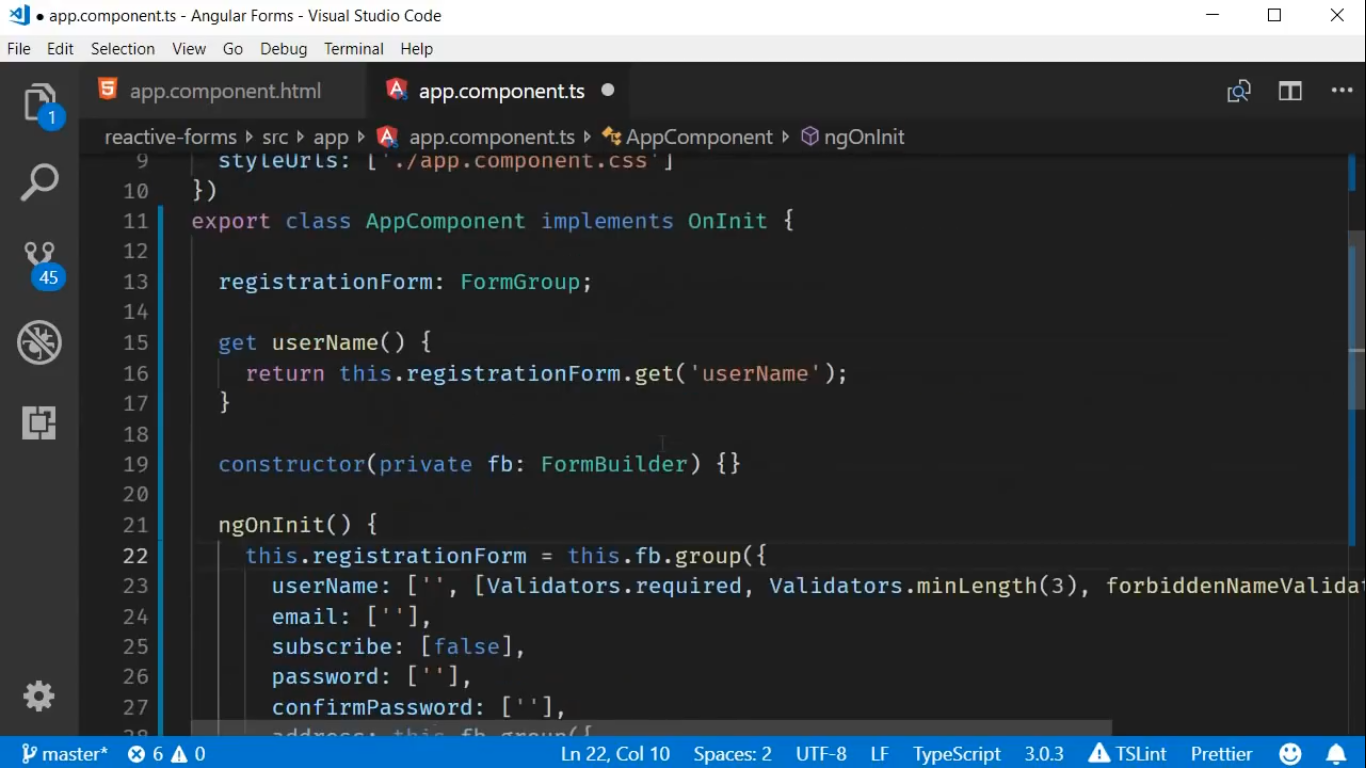 app.component.ts - Angular Forms - Visual Studio Code
File Edit Selection View Go Debug Terminal Help
1
app.component.html app.component.ts
reactive-forms src app app.component.ts AppComponent ngOnInit
9 styleUrls: ['./app.component.css']
10 })
11 export class AppComponent implements OnInit {
12
13 registrationForm: FormGroup;
14
15 get userName() {
16 return this.registrationForm.get('userName');
17 }
18
19 constructor(private fb: FormBuilder) {}
20
21 ngOnInit() {
22 this.registrationForm = this.fb.group({
23 userName: ['', [Validators.required, Validators.minLength(3), forbiddenNameValidat
24 email: [''],
25 subscribe: [false],
26 password: [''],
27 confirmPassword: [''],
28 address: this.fb.group({
45
master* 6 0 Ln 22, Col 10 Spaces: 2 UTF-8 LF TypeScript 3.0.3 TSLint Prettier